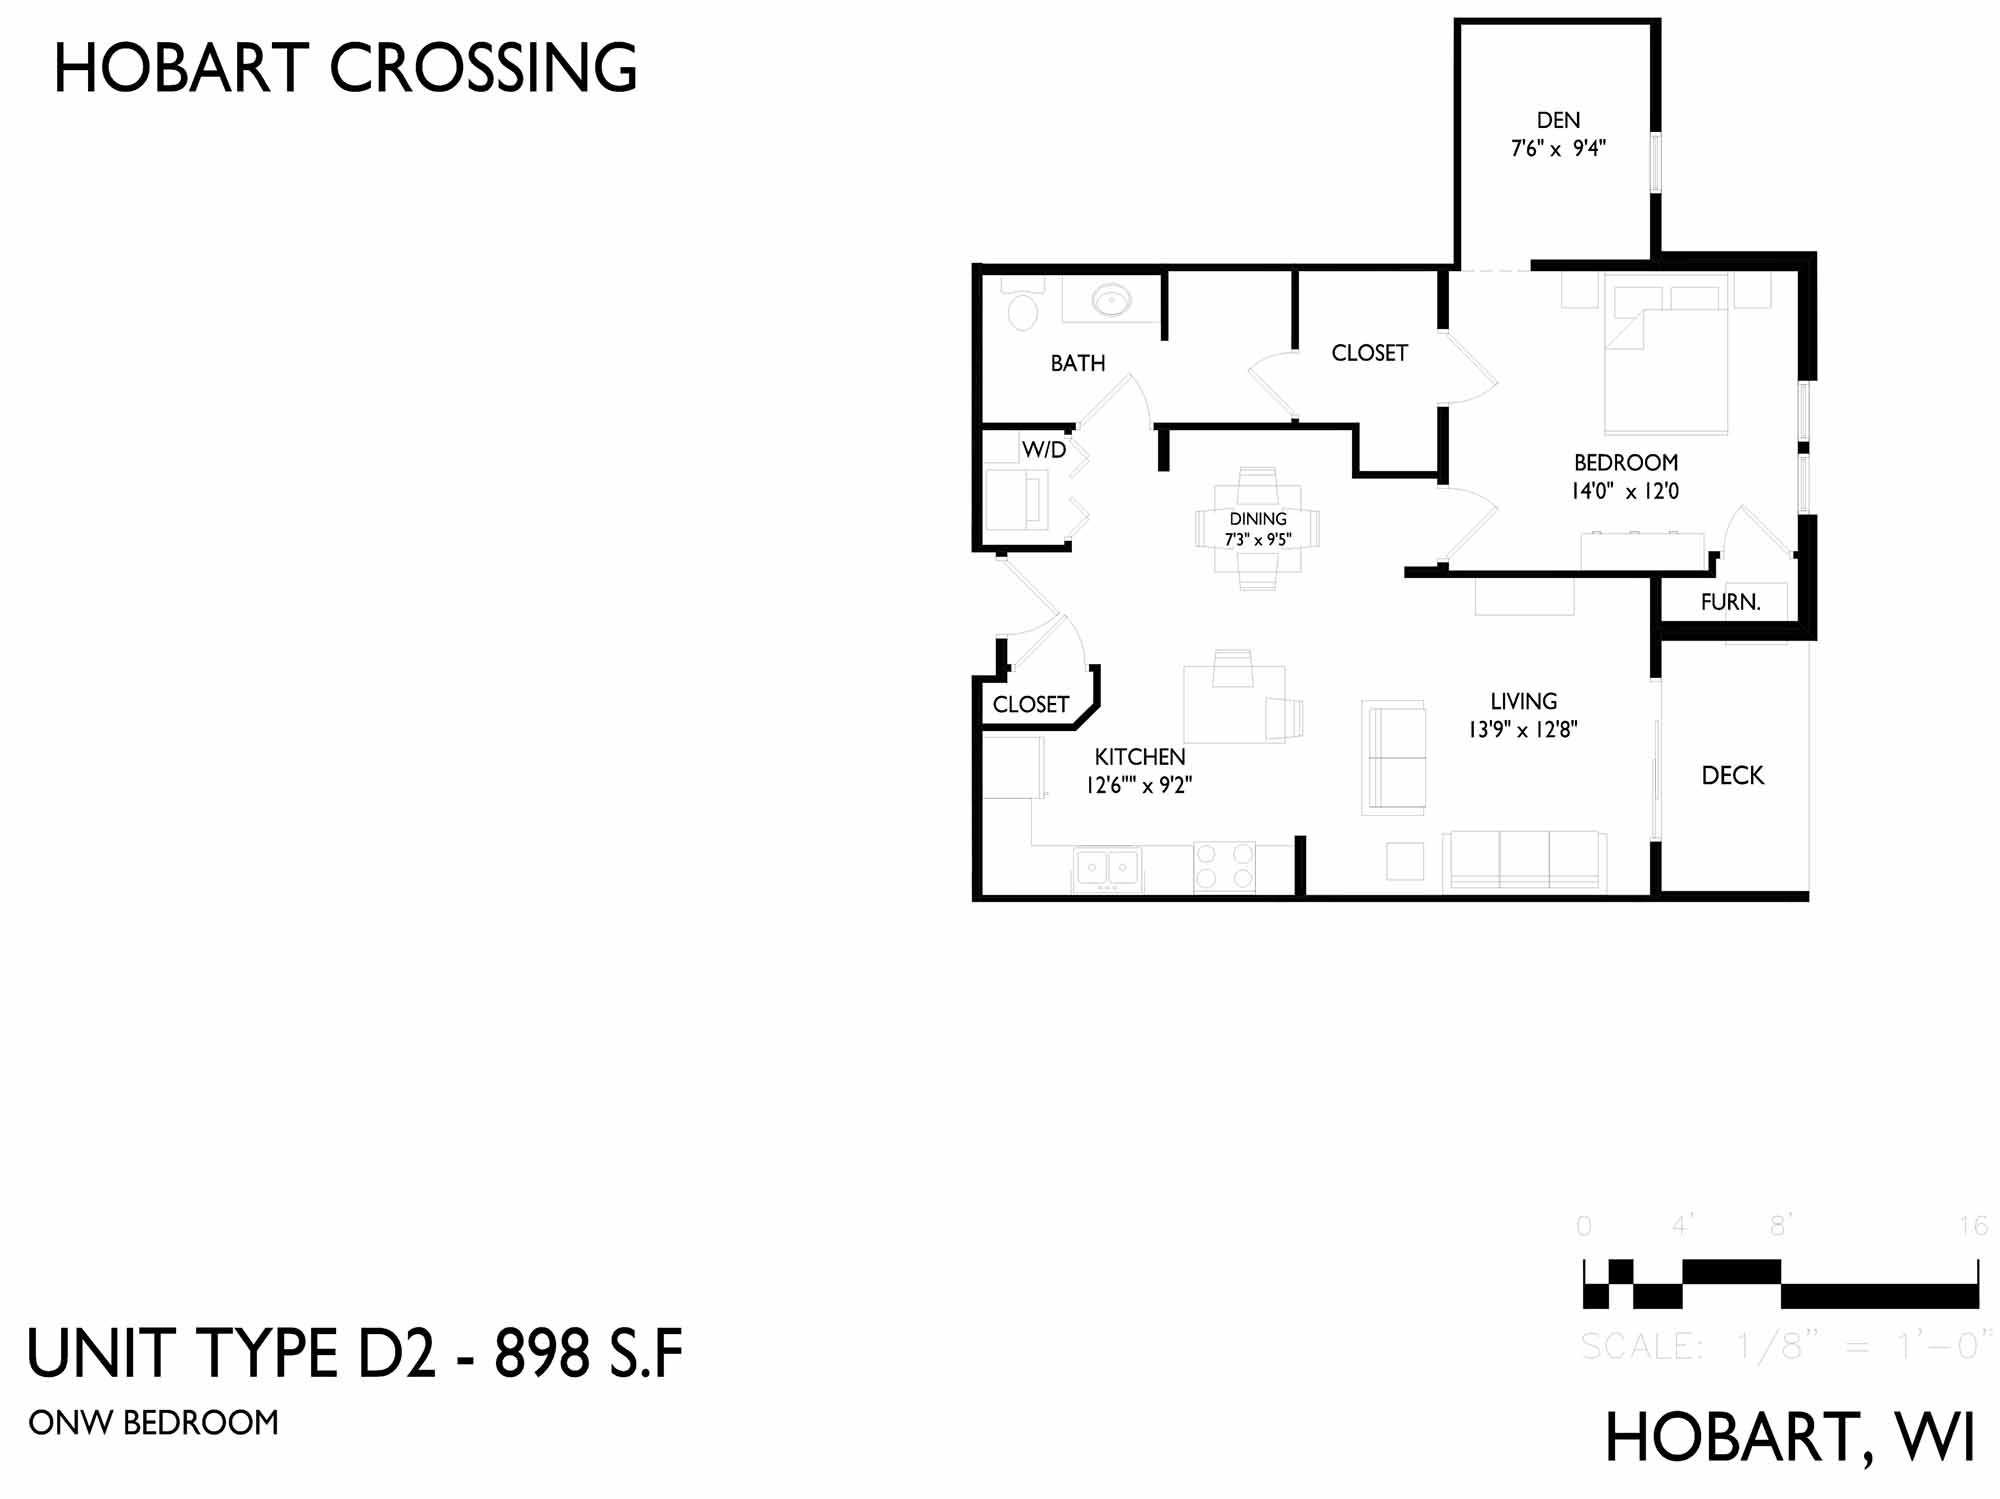 HOBART CROSSING
DEN
7'6" x 9'4"
CLOSET
BATH
W/D
BEDROOM
14'0" x 12'0
DINING
7'3" x 9'5"
FURN.
CLOSET
LIVING
13'9" x 12'8"
KITCHEN
12'6"" x 9'2"
DECK
0 4' 8' 16
SCALE: 1/8" = 1'-0"
UNIT TYPE D2 - 898 S.F
ONW BEDROOM
HOBART, WI